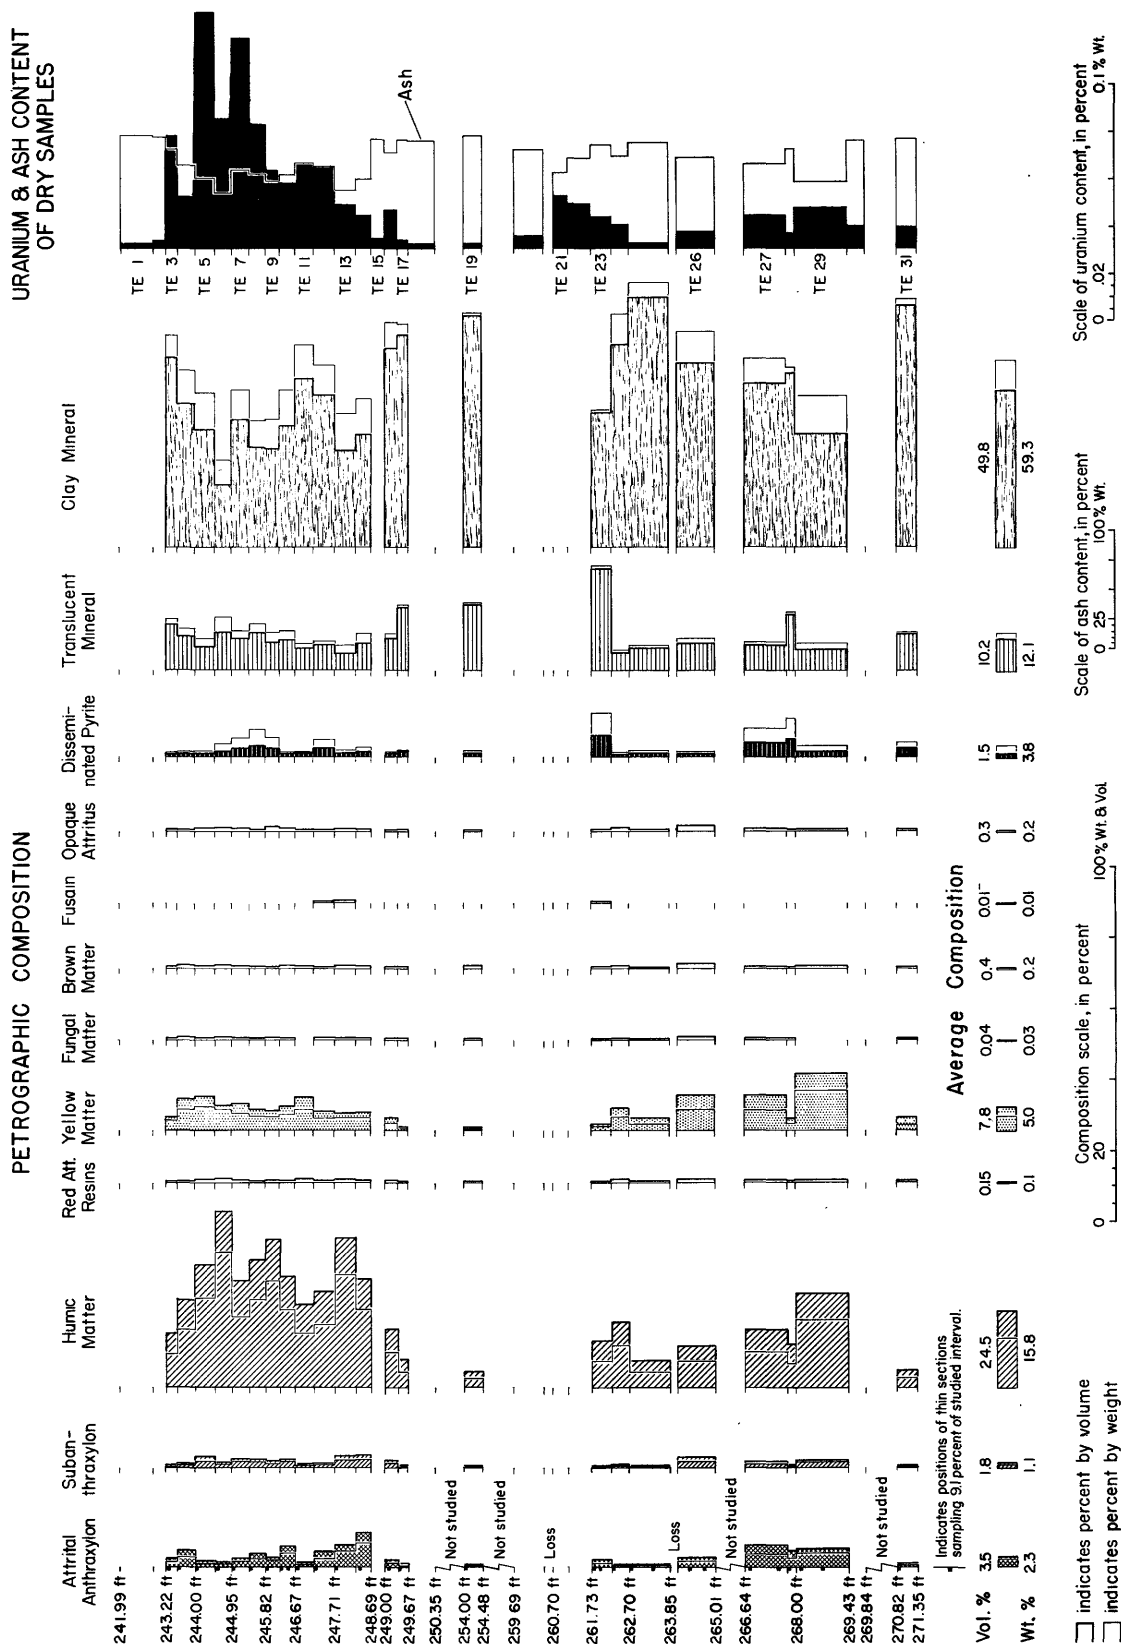 PETROGRAPHIC COMPOSITION
URANIUM & ASH CONTENT
OF DRY SAMPLES
Attrital
Anthraxylon
Suban-
thraxylon
Humic
Matter
Red Att.
Resins
Yellow
Matter
Fungal
Matter
Brown
Matter
Fusain
Opaque
Attritus
Dissemi-
nated Pyrite
Translucent
Mineral
Clay Mineral
Ash
241.99 ft
243.22 ft
244.00 ft
244.95 ft
245.82 ft
246.67 ft
247.71 ft
248.69 ft
249.00 ft
249.67 ft
250.35 ft
Not studied
254.00 ft
254.48 ft
Not studied
259.69 ft
260.70 ft
Loss
261.73 ft
262.70 ft
263.85 ft
Loss
265.01 ft
Not studied
266.64 ft
268.00 ft
269.43 ft
269.84 ft
Not studied
270.82 ft
271.35 ft
TE 1
TE 3
TE 5
TE 7
TE 9
TE 11
TE 13
TE 15
TE 17
TE 19
TE 21
TE 23
TE 26
TE 27
TE 29
TE 31
Indicates positions of thin sections
sampling 9.1 percent of studied interval.
Average Composition
Vol. % 3.5 1.8 24.5 0.15 7.8 0.04 0.4 0.01- 0.3 1.5 10.2 49.8
Wt. % 2.3 1.1 15.8 0.1 5.0 0.03 0.2 0.01 0.2 3.8 12.1 59.3
indicates percent by volume
indicates percent by weight
Composition scale, in percent
0 20 100% Wt. & Vol.
Scale of ash content, in percent
0 25 100% Wt.
Scale of uranium content, in percent
0 .02 0.1% Wt.